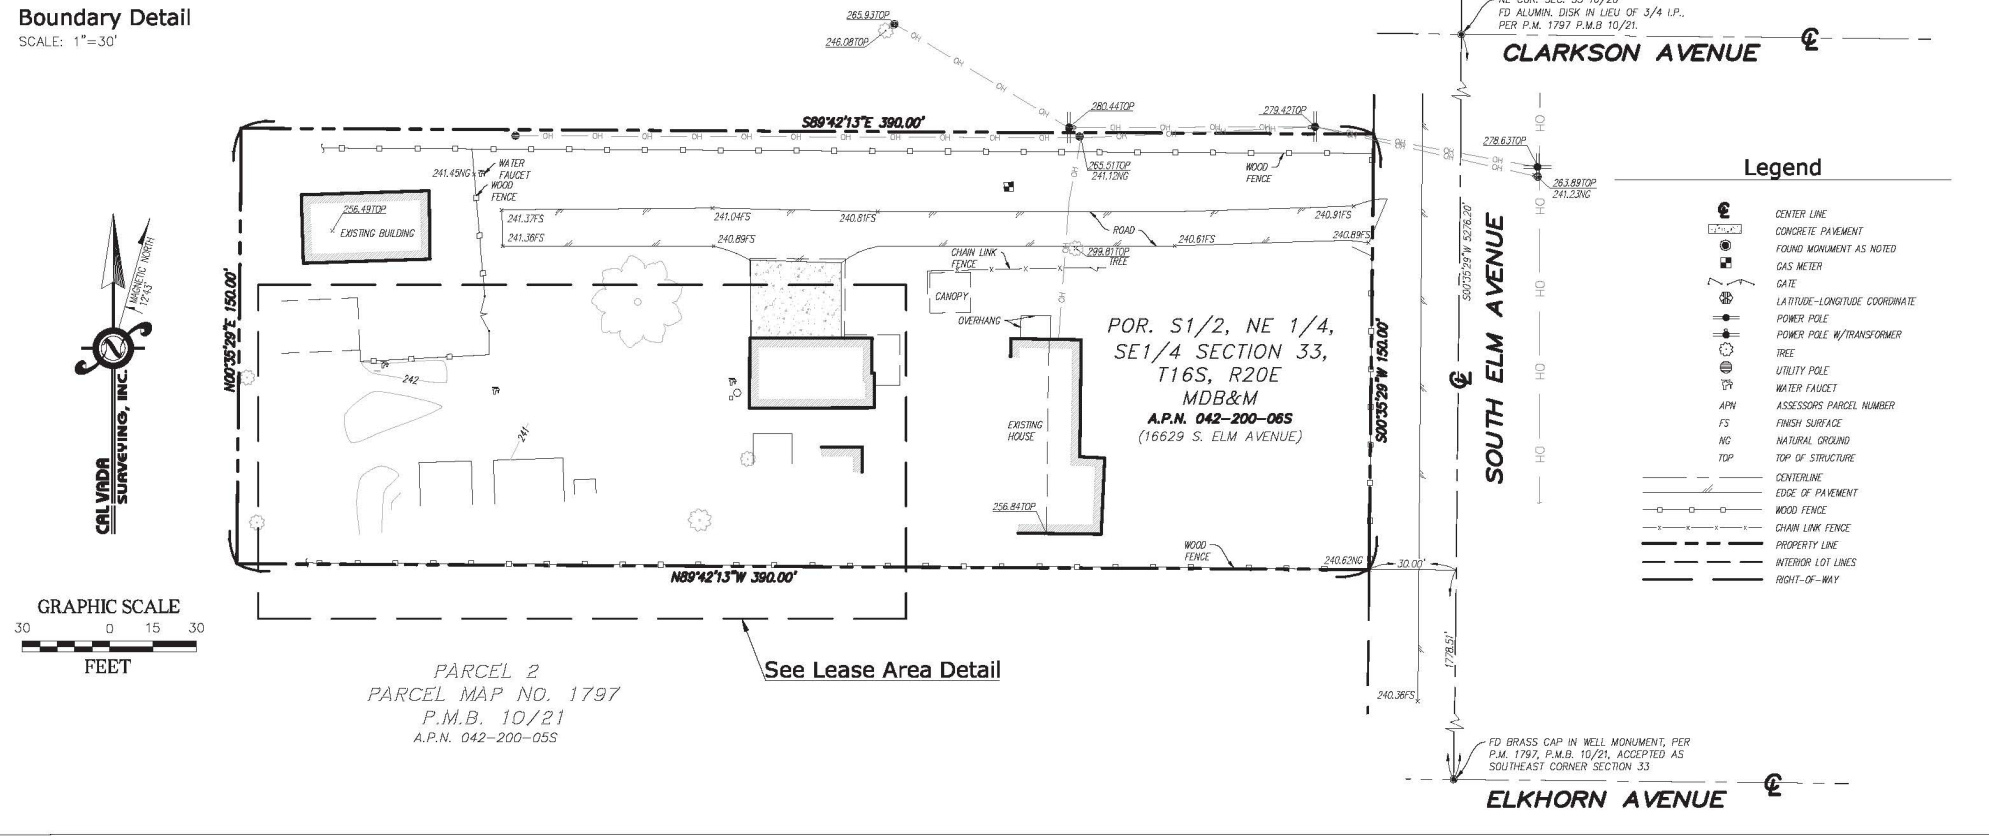 Boundary Detail
SCALE: 1"=30'
265.93TOP
246.08TOP
FD ALUMIN. DISK IN LIEU OF 3/4 I.P.,
PER P.M. 1797 P.M.B 10/21.
CLARKSON AVENUE
S89°42'13"E 390.00'
280.44TOP
279.42TOP
278.63TOP
263.89TOP
241.23NG
265.51TOP
241.12NG
WOOD
FENCE
WATER
FAUCET
241.45NG
WOOD
FENCE
256.49TOP
EXISTING BUILDING
241.37FS
241.04FS
240.81FS
240.91FS
241.36FS
240.89FS
ROAD
240.61FS
240.89FS
299.81TOP
TREE
CHAIN LINK
FENCE
CANOPY
OVERHANG
MAGNETIC NORTH
12°43'
CALVADA
SURVEYING, INC.
N00°35'29"E 150.00'
242
241
POR. S1/2, NE 1/4,
SE1/4 SECTION 33,
T16S, R20E
MDB&M
A.P.N. 042-200-06S
(16629 S. ELM AVENUE)
EXISTING
HOUSE
256.84TOP
S00°35'29"W 150.00'
S00°35'29"W 5276.20'
SOUTH ELM AVENUE
OH
OH
OH
OH
OH
WOOD
FENCE
240.62NG
30.00'
N89°42'13"W 390.00'
GRAPHIC SCALE
30 0 15 30
FEET
PARCEL 2
PARCEL MAP NO. 1797
P.M.B. 10/21
A.P.N. 042-200-05S
See Lease Area Detail
1778.51'
240.36FS
FD BRASS CAP IN WELL MONUMENT, PER
P.M. 1797, P.M.B. 10/21, ACCEPTED AS
SOUTHEAST CORNER SECTION 33
ELKHORN AVENUE
Legend
CENTER LINE
CONCRETE PAVEMENT
FOUND MONUMENT AS NOTED
GAS METER
GATE
LATITUDE-LONGITUDE COORDINATE
POWER POLE
POWER POLE W/TRANSFORMER
TREE
UTILITY POLE
WATER FAUCET
APN ASSESSORS PARCEL NUMBER
FS FINISH SURFACE
NG NATURAL GROUND
TOP TOP OF STRUCTURE
CENTERLINE
EDGE OF PAVEMENT
WOOD FENCE
CHAIN LINK FENCE
PROPERTY LINE
INTERIOR LOT LINES
RIGHT-OF-WAY